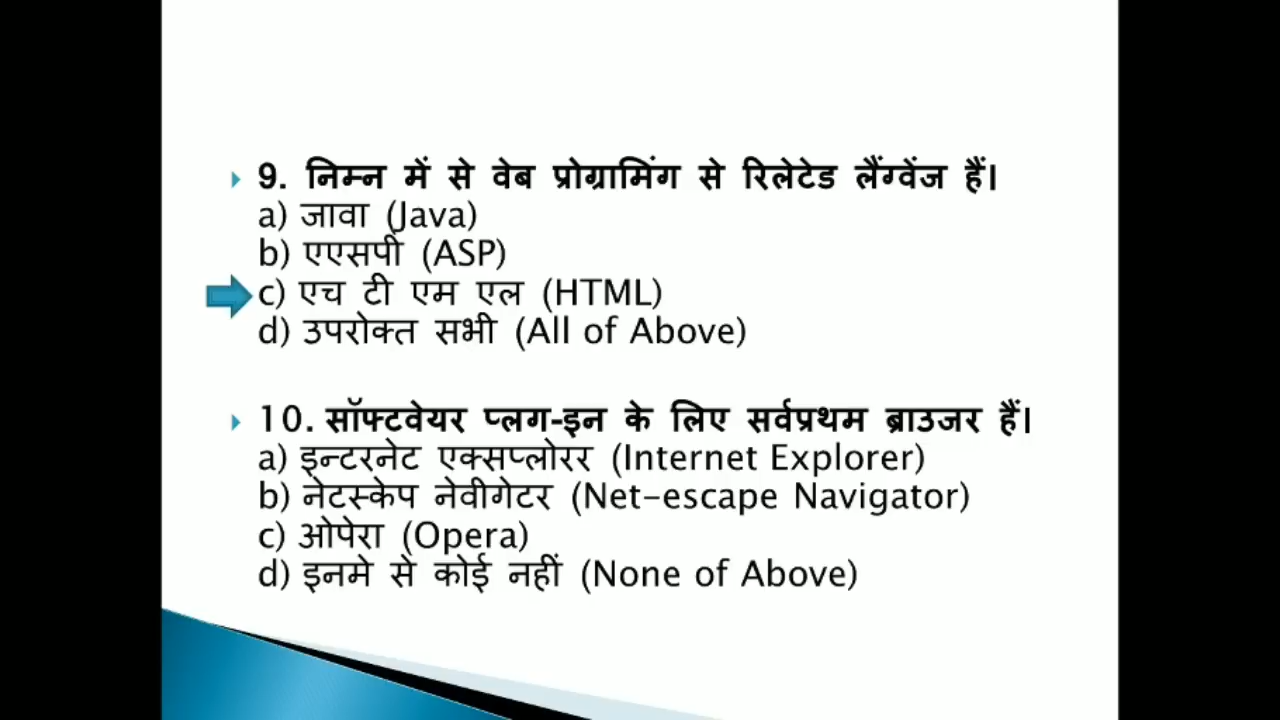 9. निम्न में से वेब प्रोग्रामिंग से रिलेटेड लैंग्वेंज हैं।
a) जावा (Java)
b) एएसपी (ASP)
c) एच टी एम एल (HTML)
d) उपरोक्त सभी (All of Above)
10. सॉफ्टवेयर प्लग-इन के लिए सर्वप्रथम ब्राउजर हैं।
a) इन्टरनेट एक्सप्लोरर (Internet Explorer)
b) नेटस्केप नेवीगेटर (Net-escape Navigator)
c) ओपेरा (Opera)
d) इनमे से कोई नहीं (None of Above)